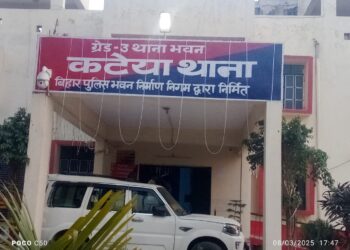 ग्रेड-3 थाना भवन
कटेया थाना
बिहार पुलिस भवन निर्माण निगम द्वारा निर्मित
POCO C50
08/03/2025 17:47